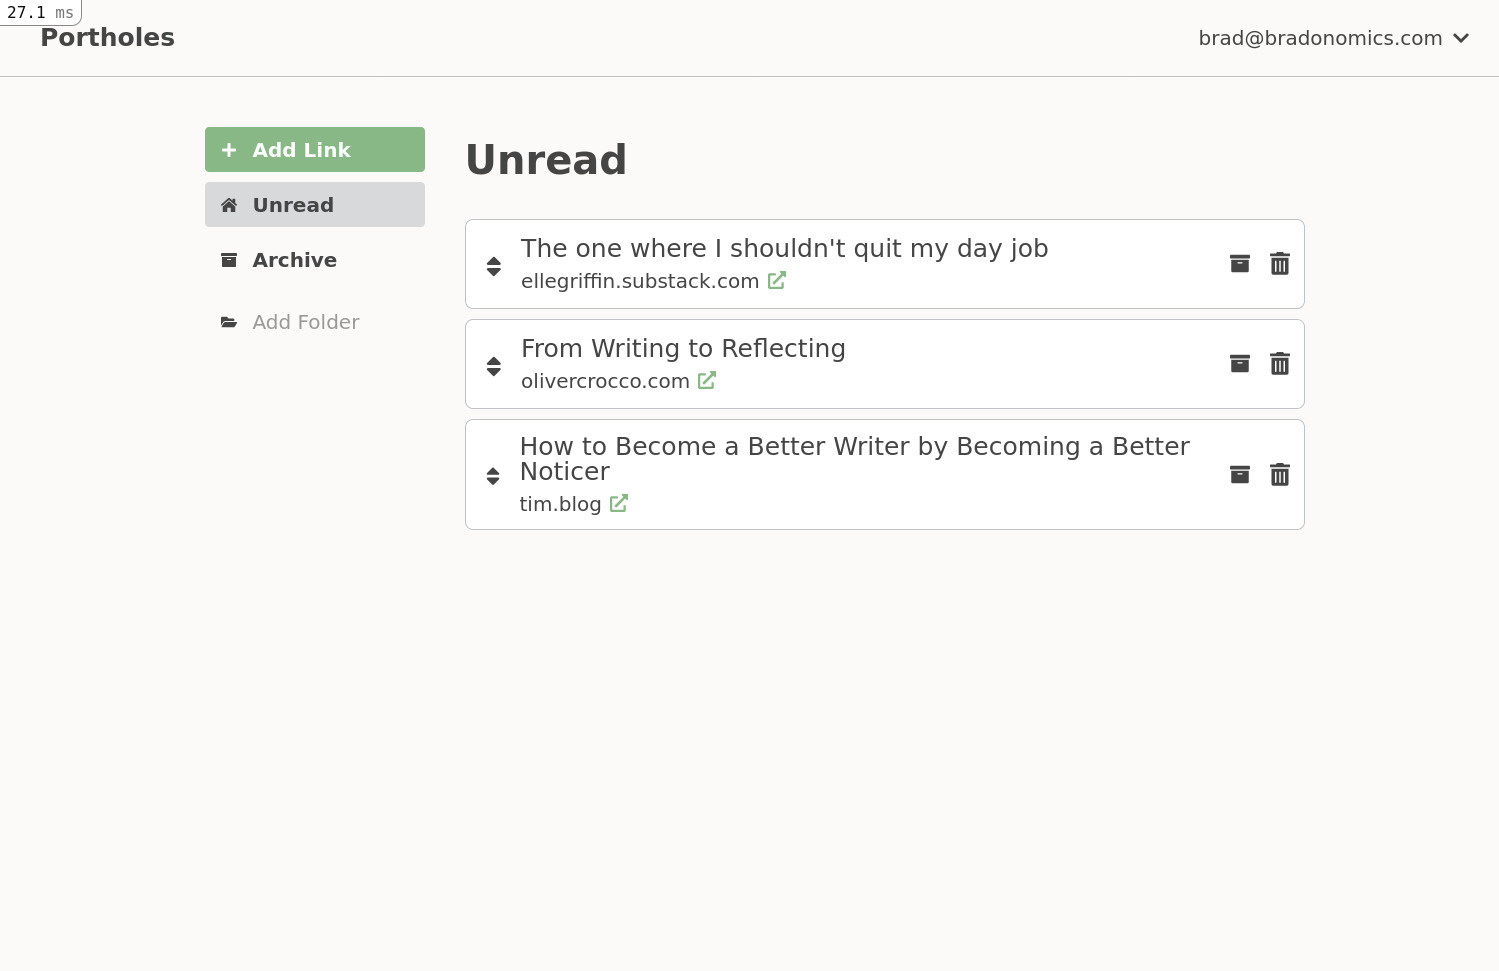 27.1 ms
Portholes
brad@bradonomics.com
Add Link
Unread
Archive
Add Folder
Unread
The one where I shouldn't quit my day job
ellegriffin.substack.com
From Writing to Reflecting
olivercrocco.com
How to Become a Better Writer by Becoming a Better
Noticer
tim.blog